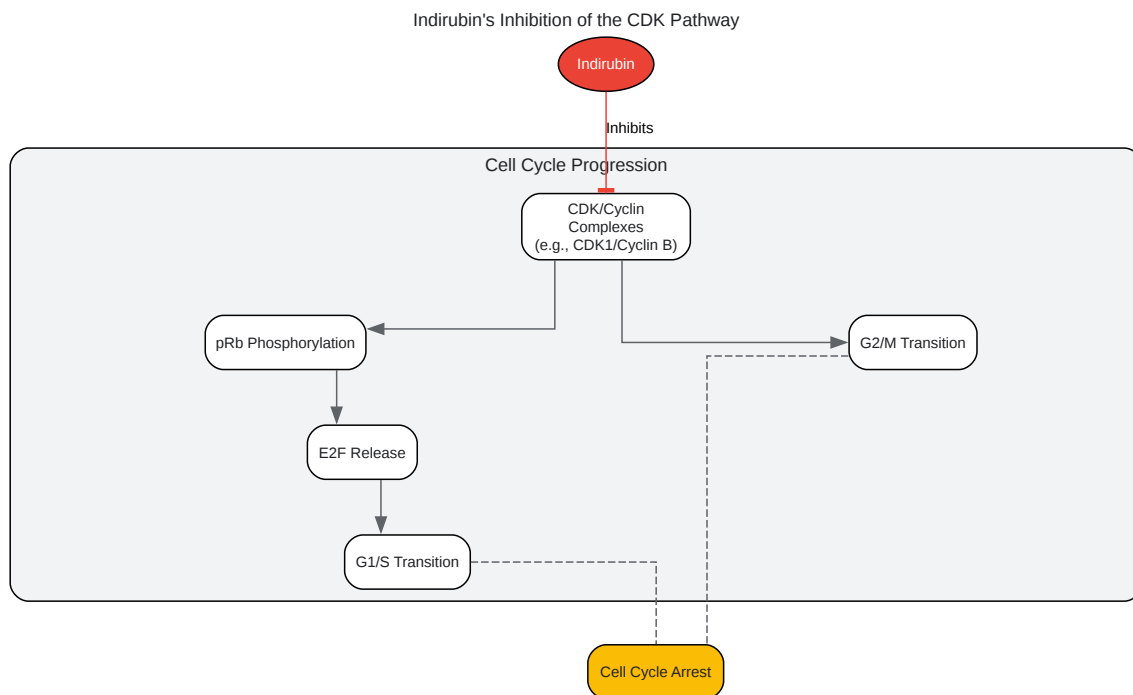 Indirubin's Inhibition of the CDK Pathway
Indirubin
Inhibits
Cell Cycle Progression
CDK/Cyclin
Complexes
(e.g., CDK1/Cyclin B)
pRb Phosphorylation
G2/M Transition
E2F Release
G1/S Transition
Cell Cycle Arrest